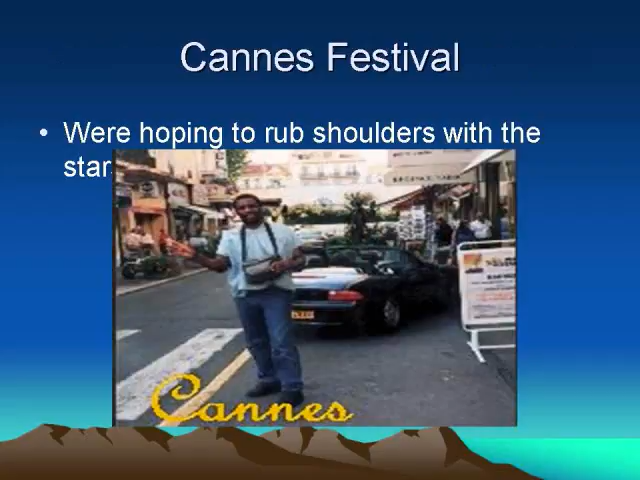 Cannes Festival
• Were hoping to rub shoulders with the
Cannes